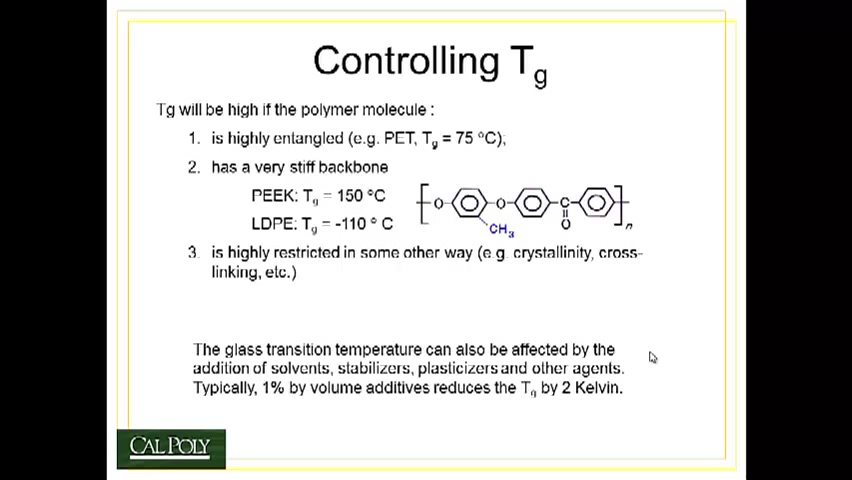 Controlling Tg
Tg will be high if the polymer molecule :
1. is highly entangled (e.g. PET, Tg = 75 °C);
2. has a very stiff backbone
PEEK: Tg = 150 °C
LDPE: Tg = -110 ° C
O O C
O
CH3
n
3. is highly restricted in some other way (e.g. crystallinity, cross-
linking, etc.)
The glass transition temperature can also be affected by the
addition of solvents, stabilizers, plasticizers and other agents.
Typically, 1% by volume additives reduces the Tg by 2 Kelvin.
CAL POLY